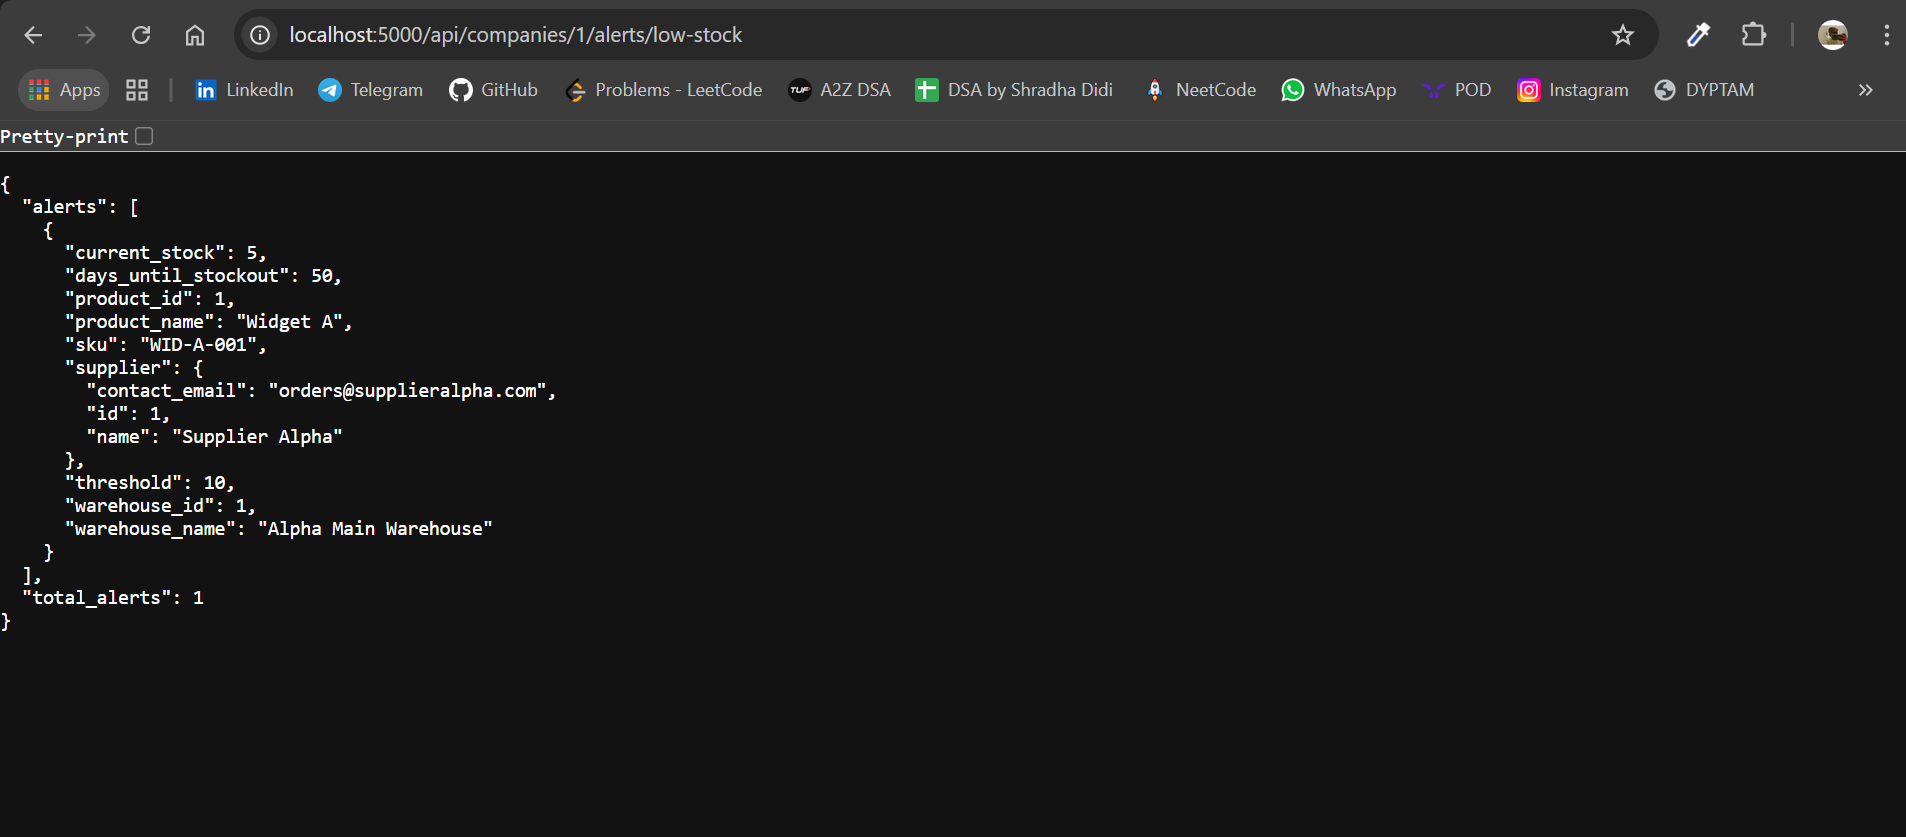 localhost:5000/api/companies/1/alerts/low-stock
Apps LinkedIn Telegram GitHub Problems - LeetCode TUF A2Z DSA DSA by Shradha Didi NeetCode WhatsApp POD Instagram DYPTAM
Pretty-print
{
  "alerts": [
    {
      "current_stock": 5,
      "days_until_stockout": 50,
      "product_id": 1,
      "product_name": "Widget A",
      "sku": "WID-A-001",
      "supplier": {
        "contact_email": "orders@supplieralpha.com",
        "id": 1,
        "name": "Supplier Alpha"
      },
      "threshold": 10,
      "warehouse_id": 1,
      "warehouse_name": "Alpha Main Warehouse"
    }
  ],
  "total_alerts": 1
}